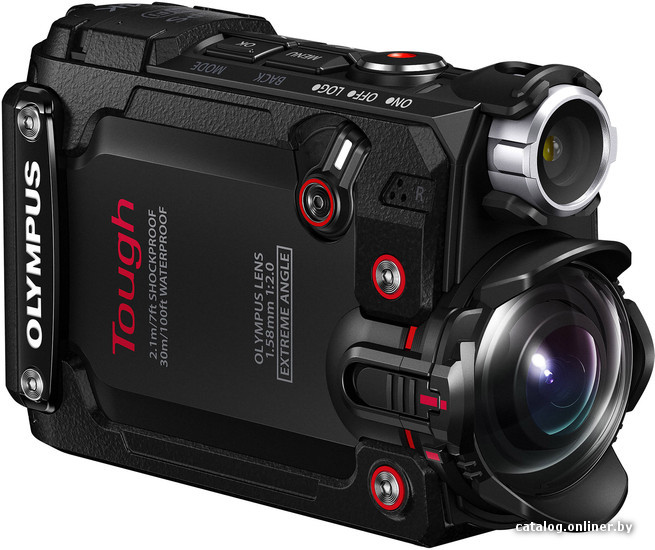 OK
MENU
MODE
BACK
LOG
OFF
ON
R
OLYMPUS
Tough
2.1m/7ft SHOCKPROOF
30m/100ft WATERPROOF
OLYMPUS LENS
1.58mm 1:2.0
EXTREME ANGLE
catalog.onliner.by